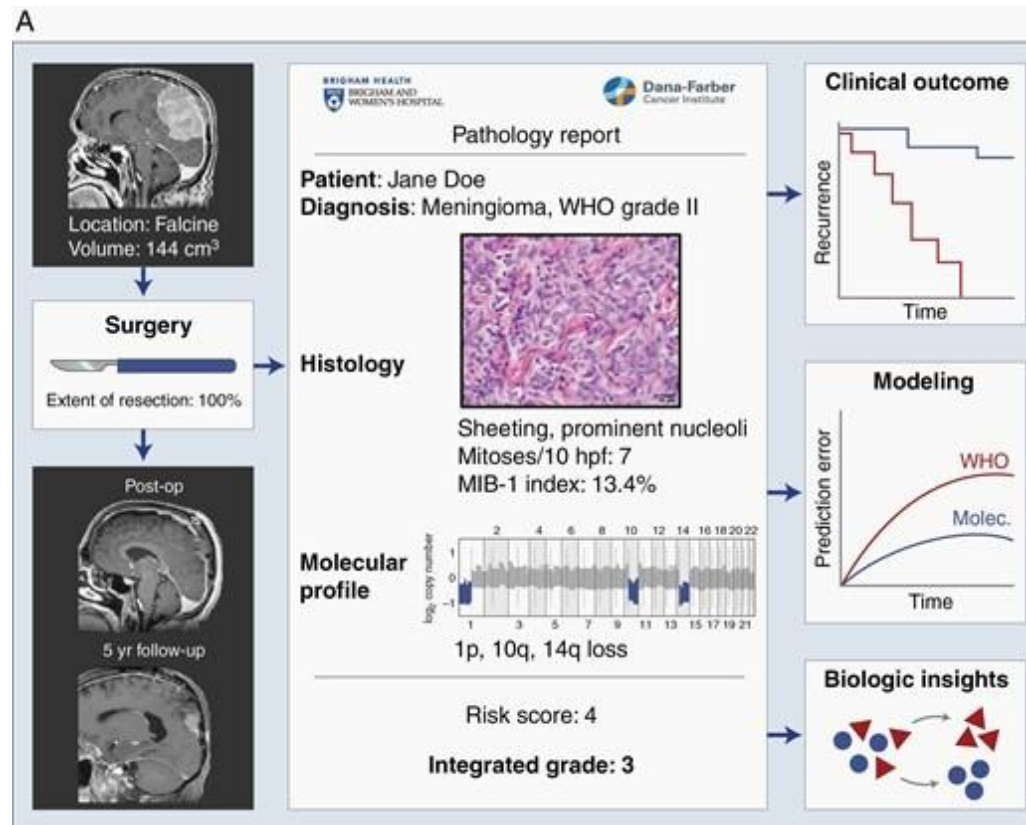 A
Location: Falcine
Volume: 144 cm³
Surgery
Extent of resection: 100%
Post-op
5 yr follow-up
BRIGHAM HEALTH
BRIGHAM AND
WOMEN'S HOSPITAL
Dana-Farber
Cancer Institute
Pathology report
Patient: Jane Doe
Diagnosis: Meningioma, WHO grade II
Histology
Sheeting, prominent nucleoli
Mitoses/10 hpf: 7
MIB-1 index: 13.4%
Molecular
profile
log₂ copy number
1
0
−1
2 4 6 8 10 12 14 16 18 20 22
1 3 5 7 9 11 13 15 17 19 21
1p, 10q, 14q loss
Risk score: 4
Integrated grade: 3
Clinical outcome
Recurrence
Time
Modeling
Prediction error
WHO
Molec.
Time
Biologic insights